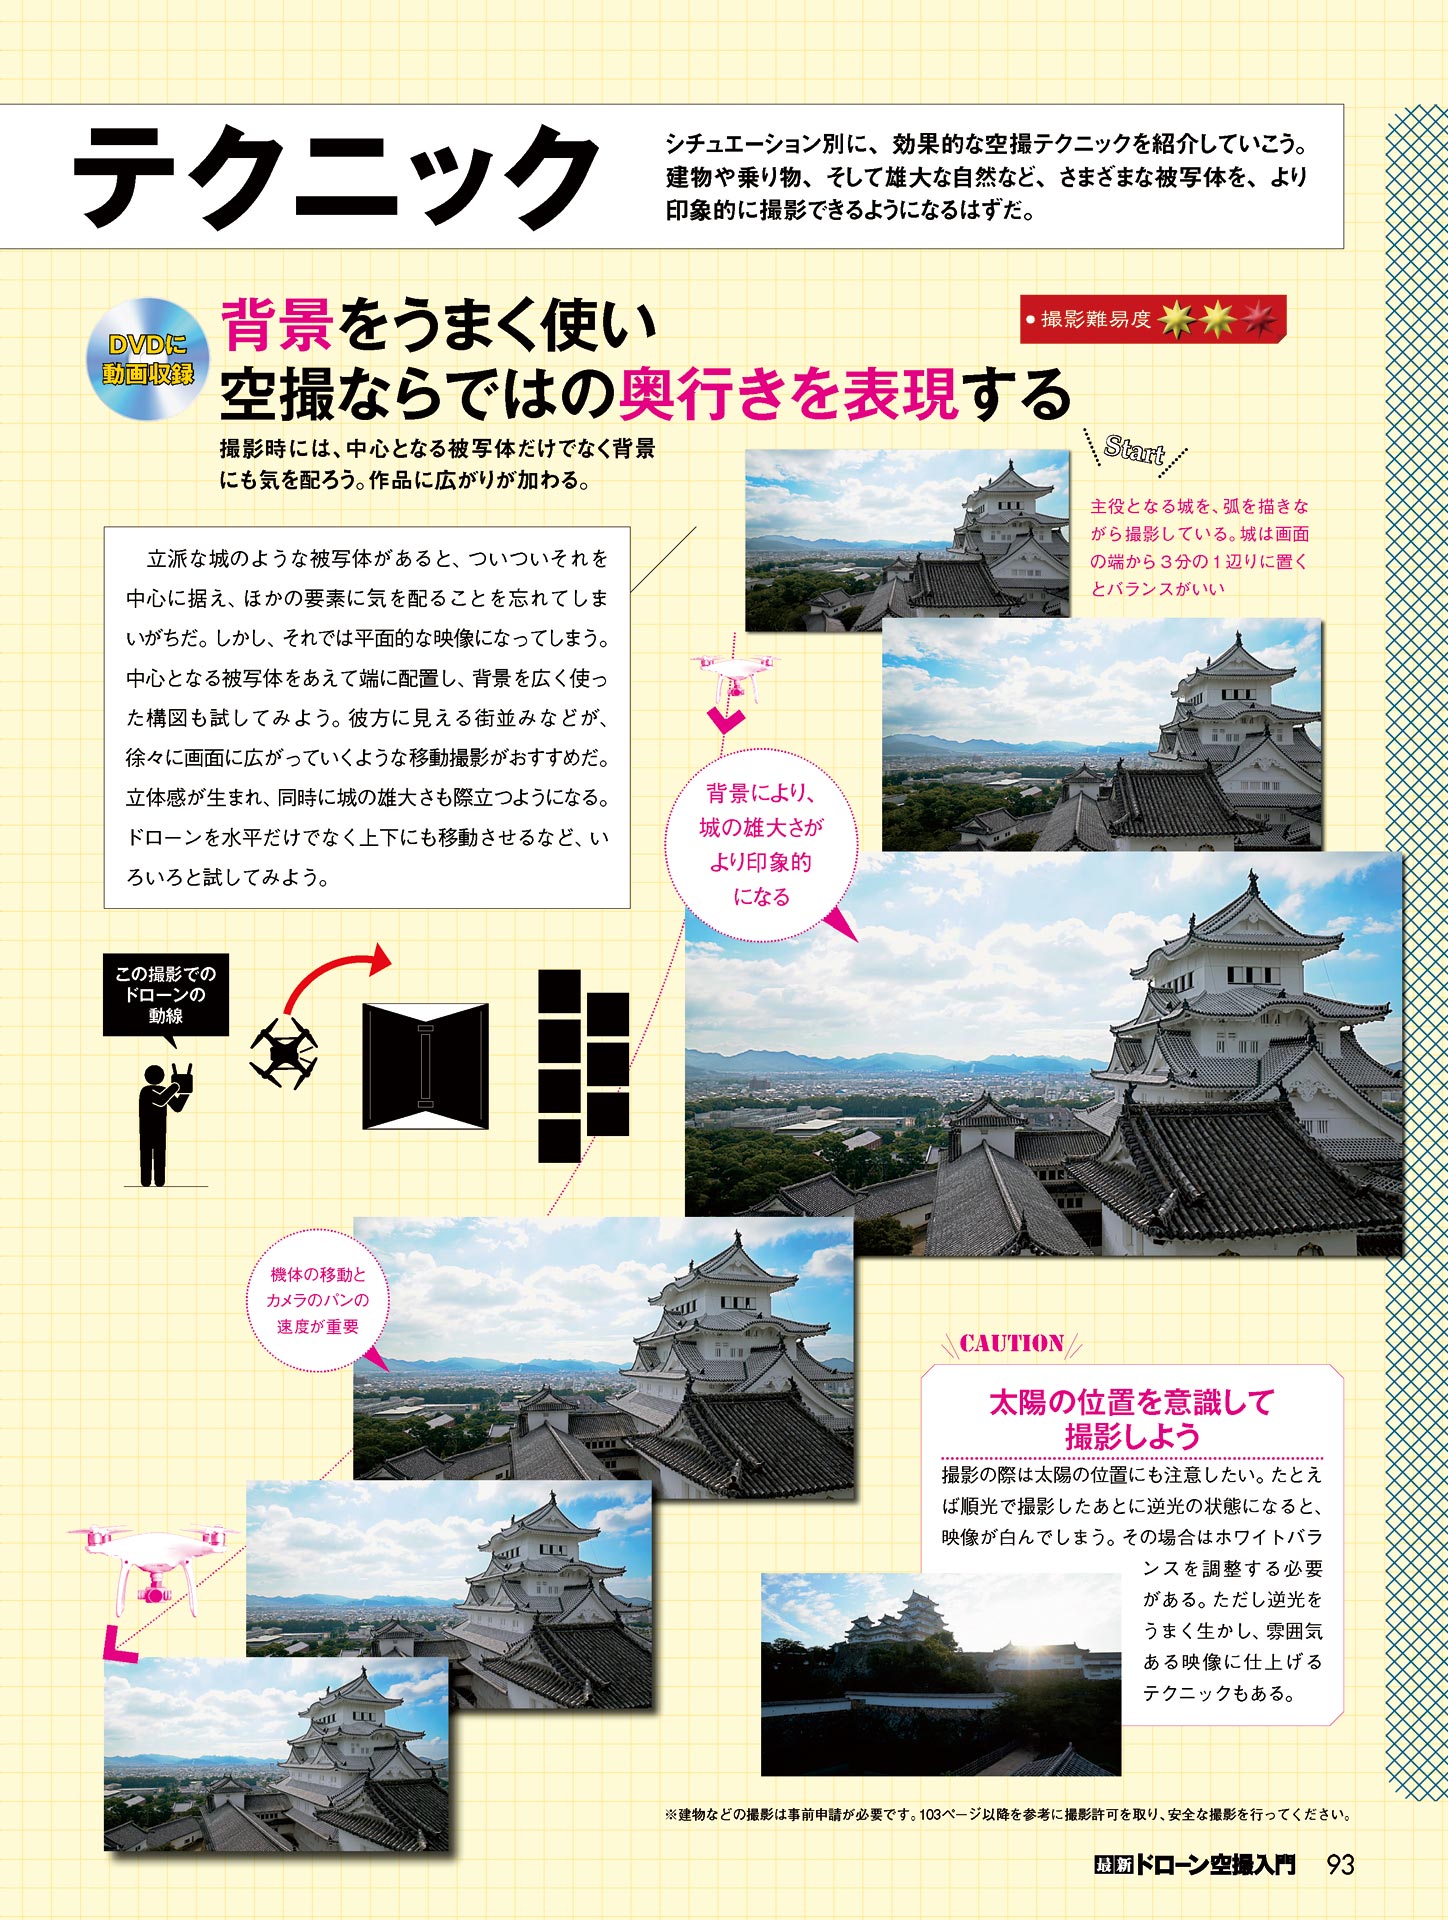 テクニック
シチュエーション別に、効果的な空撮テクニックを紹介していこう。
建物や乗り物、そして雄大な自然など、さまざまな被写体を、より
印象的に撮影できるようになるはずだ。
DVDに
動画収録
背景をうまく使い
空撮ならではの奥行きを表現する
●撮影難易度
撮影時には、中心となる被写体だけでなく背景
にも気を配ろう。作品に広がりが加わる。
Start
主役となる城を、弧を描きな
がら撮影している。城は画面
の端から3分の1辺りに置く
とバランスがいい
立派な城のような被写体があると、ついついそれを
中心に据え、ほかの要素に気を配ることを忘れてしま
いがちだ。しかし、それでは平面的な映像になってしまう。
中心となる被写体をあえて端に配置し、背景を広く使っ
た構図も試してみよう。彼方に見える街並みなどが、
徐々に画面に広がっていくような移動撮影がおすすめだ。
立体感が生まれ、同時に城の雄大さも際立つようになる。
ドローンを水平だけでなく上下にも移動させるなど、い
ろいろと試してみよう。
背景により、
城の雄大さが
より印象的
になる
この撮影での
ドローンの
動線
機体の移動と
カメラのパンの
速度が重要
CAUTION
太陽の位置を意識して
撮影しよう
撮影の際は太陽の位置にも注意したい。たとえ
ば順光で撮影したあとに逆光の状態になると、
映像が白んでしまう。その場合はホワイトバラ
ンスを調整する必要
がある。ただし逆光を
うまく生かし、雰囲気
ある映像に仕上げる
テクニックもある。
※建物などの撮影は事前申請が必要です。103ページ以降を参考に撮影許可を取り、安全な撮影を行ってください。
最新ドローン空撮入門 93